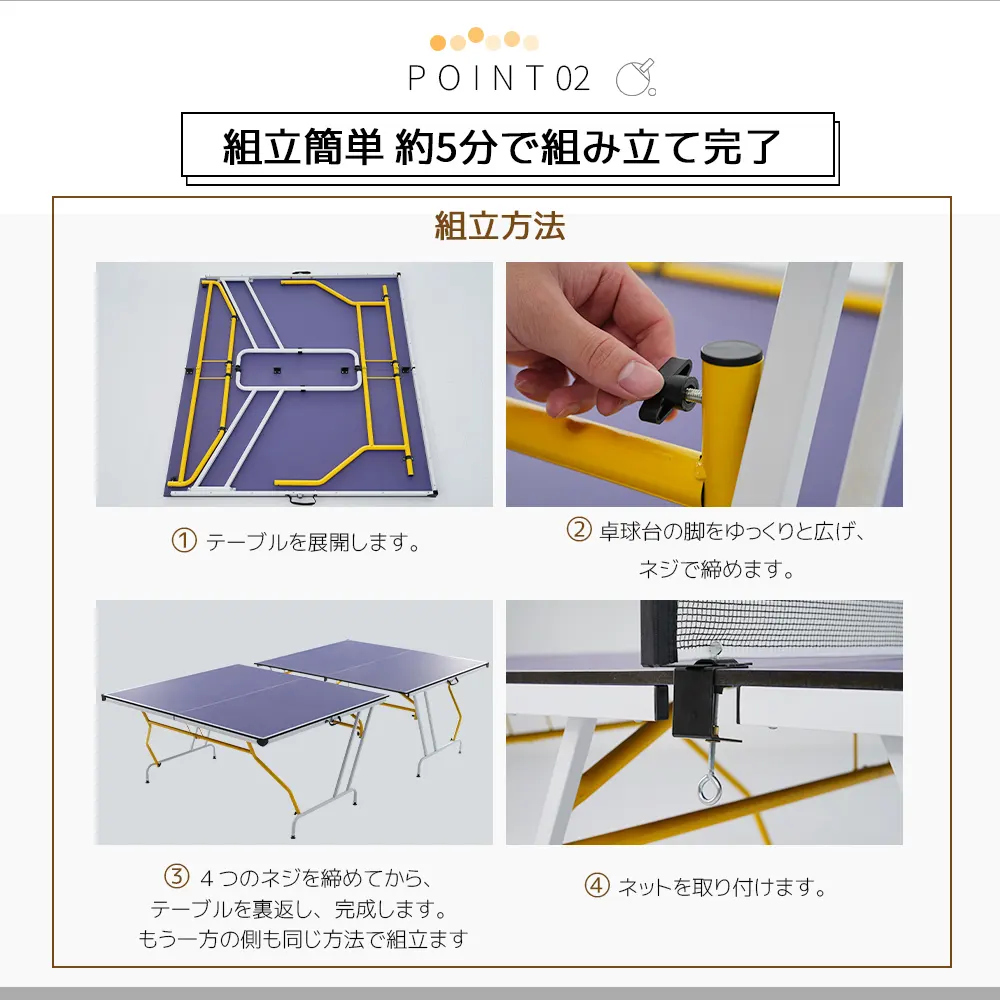 POINT 02
組立簡単 約5分で組み立て完了
組立方法
① テーブルを展開します。
② 卓球台の脚をゆっくりと広げ、
ネジで締めます。
③ 4つのネジを締めてから、
テーブルを裏返し、完成します。
もう一方の側も同じ方法で組立ます
④ ネットを取り付けます。